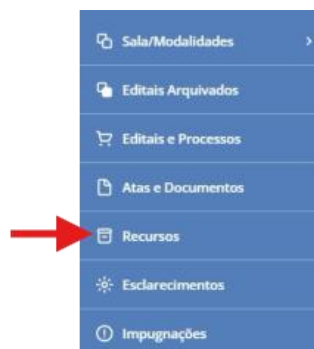 Sala/Modalidades
Editais Arquivados
Editais e Processos
Atas e Documentos
Recursos
Esclarecimentos
Impugnações